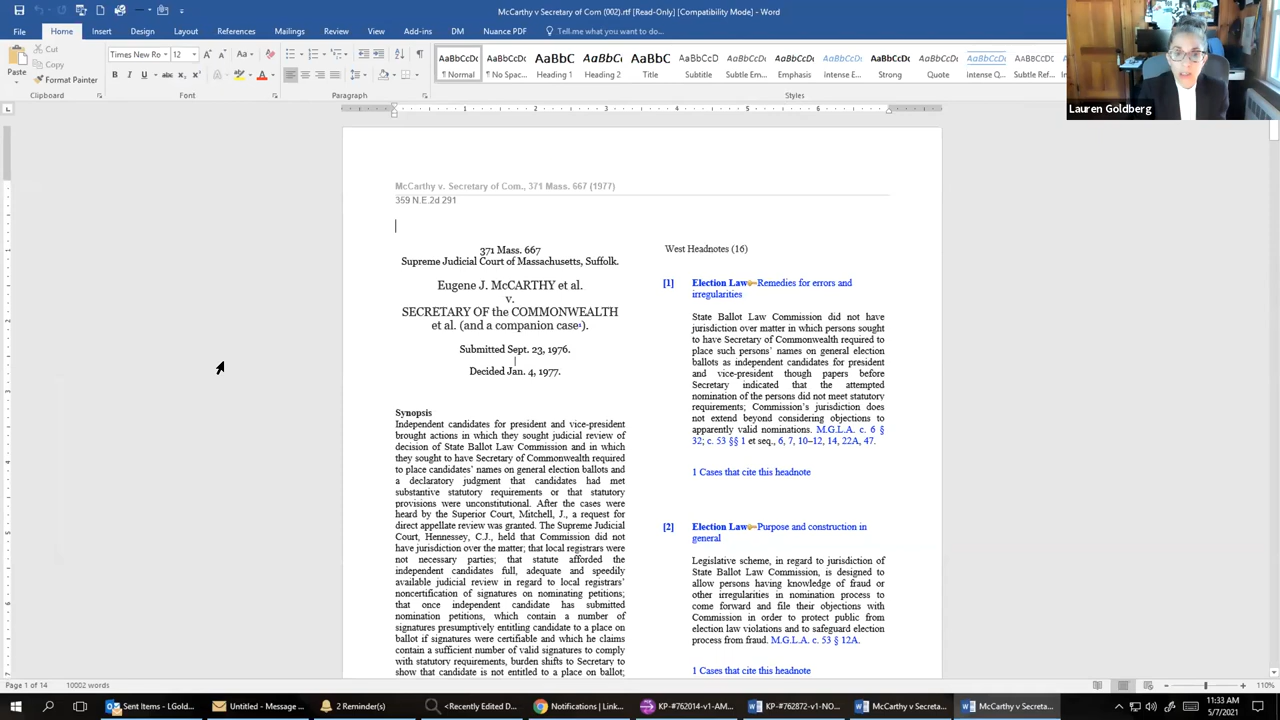 McCarthy v Secretary of Com (002).rtf [Read-Only] [Compatibility Mode] - Word
File Home Insert Design Layout References Mailings Review View Add-ins DM Nuance PDF Tell me what you want to do...
Paste
Cut
Copy
Format Painter
Clipboard
Times New Ro 12
Font
Paragraph
¶ Normal
¶ No Spac...
Heading 1
Heading 2
Title
Subtitle
Subtle Em...
Emphasis
Intense E...
Strong
Quote
Intense Q...
Subtle Ref...
Styles
Lauren Goldberg
McCarthy v. Secretary of Com., 371 Mass. 667 (1977)
359 N.E.2d 291
371 Mass. 667
Supreme Judicial Court of Massachusetts, Suffolk.
Eugene J. McCARTHY et al.
v.
SECRETARY OF the COMMONWEALTH
et al. (and a companion case¹).
Submitted Sept. 23, 1976.
|
Decided Jan. 4, 1977.
Synopsis
Independent candidates for president and vice-president
brought actions in which they sought judicial review of
decision of State Ballot Law Commission and in which
they sought to have Secretary of Commonwealth required
to place candidates' names on general election ballots and
a declaratory judgment that candidates had met
substantive statutory requirements or that statutory
provisions were unconstitutional. After the cases were
heard by the Superior Court, Mitchell, J., a request for
direct appellate review was granted. The Supreme Judicial
Court, Hennessey, C.J., held that Commission did not
have jurisdiction over the matter; that local registrars were
not necessary parties; that statute afforded the
independent candidates full, adequate and speedily
available judicial review in regard to local registrars'
noncertification of signatures on nominating petitions;
that once independent candidate has submitted
nomination petitions, which contain a number of
signatures presumptively entitling candidate to a place on
ballot if signatures were certifiable and which he claims
contain a sufficient number of valid signatures to comply
with statutory requirements, burden shifts to Secretary to
show that candidate is not entitled to a place on ballot;
West Headnotes (16)
[1] Election Law Remedies for errors and
irregularities
State Ballot Law Commission did not have
jurisdiction over matter in which persons sought
to have Secretary of Commonwealth required to
place such persons' names on general election
ballots as independent candidates for president
and vice-president though papers before
Secretary indicated that the attempted
nomination of the persons did not meet statutory
requirements; Commission's jurisdiction does
not extend beyond considering objections to
apparently valid nominations. M.G.L.A. c. 6 §
32; c. 53 §§ 1 et seq., 6, 7, 10–12, 14, 22A, 47.
1 Cases that cite this headnote
[2] Election Law Purpose and construction in
general
Legislative scheme, in regard to jurisdiction of
State Ballot Law Commission, is designed to
allow persons having knowledge of fraud or
other irregularities in nomination process to
come forward and file their objections with
Commission in order to protect public from
election law violations and to safeguard election
process from fraud. M.G.L.A. c. 53 § 12A.
1 Cases that cite this headnote
Page 1 of 14 10002 words 110%
Sent Items - LGold... Untitled - Message ... 2 Reminder(s) <Recently Edited D... Notifications | Link... KP-#762014-v1-AM... KP-#762872-v1-NO... McCarthy v Secreta... McCarthy v Secreta...
11:33 AM
5/7/2021